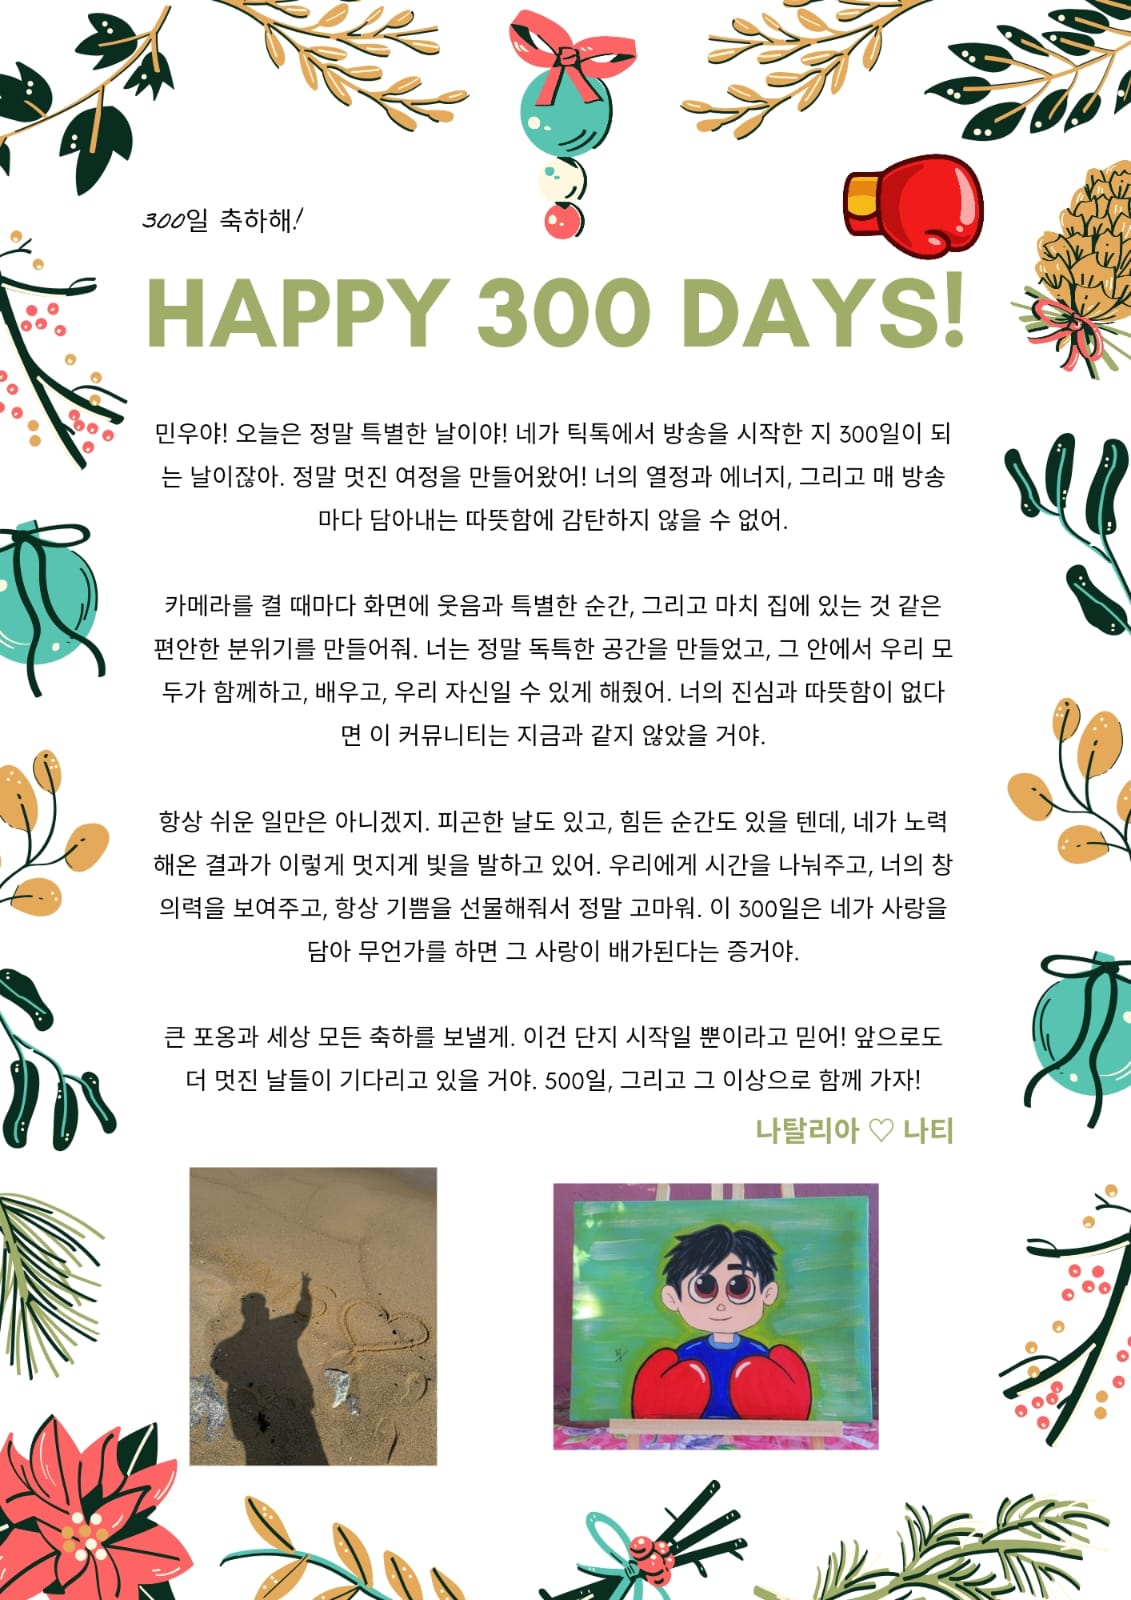 300일 축하해!
HAPPY 300 DAYS!
민우야! 오늘은 정말 특별한 날이야! 네가 틱톡에서 방송을 시작한 지 300일이 되
는 날이잖아. 정말 멋진 여정을 만들어왔어! 너의 열정과 에너지, 그리고 매 방송
마다 담아내는 따뜻함에 감탄하지 않을 수 없어.
카메라를 켤 때마다 화면에 웃음과 특별한 순간, 그리고 마치 집에 있는 것 같은
편안한 분위기를 만들어줘. 너는 정말 독특한 공간을 만들었고, 그 안에서 우리 모
두가 함께하고, 배우고, 우리 자신일 수 있게 해줬어. 너의 진심과 따뜻함이 없다
면 이 커뮤니티는 지금과 같지 않았을 거야.
항상 쉬운 일만은 아니겠지. 피곤한 날도 있고, 힘든 순간도 있을 텐데, 네가 노력
해온 결과가 이렇게 멋지게 빛을 발하고 있어. 우리에게 시간을 나눠주고, 너의 창
의력을 보여주고, 항상 기쁨을 선물해줘서 정말 고마워. 이 300일은 네가 사랑을
담아 무언가를 하면 그 사랑이 배가된다는 증거야.
큰 포옹과 세상 모든 축하를 보낼게. 이건 단지 시작일 뿐이라고 믿어! 앞으로도
더 멋진 날들이 기다리고 있을 거야. 500일, 그리고 그 이상으로 함께 가자!
나탈리아 ♡ 나티